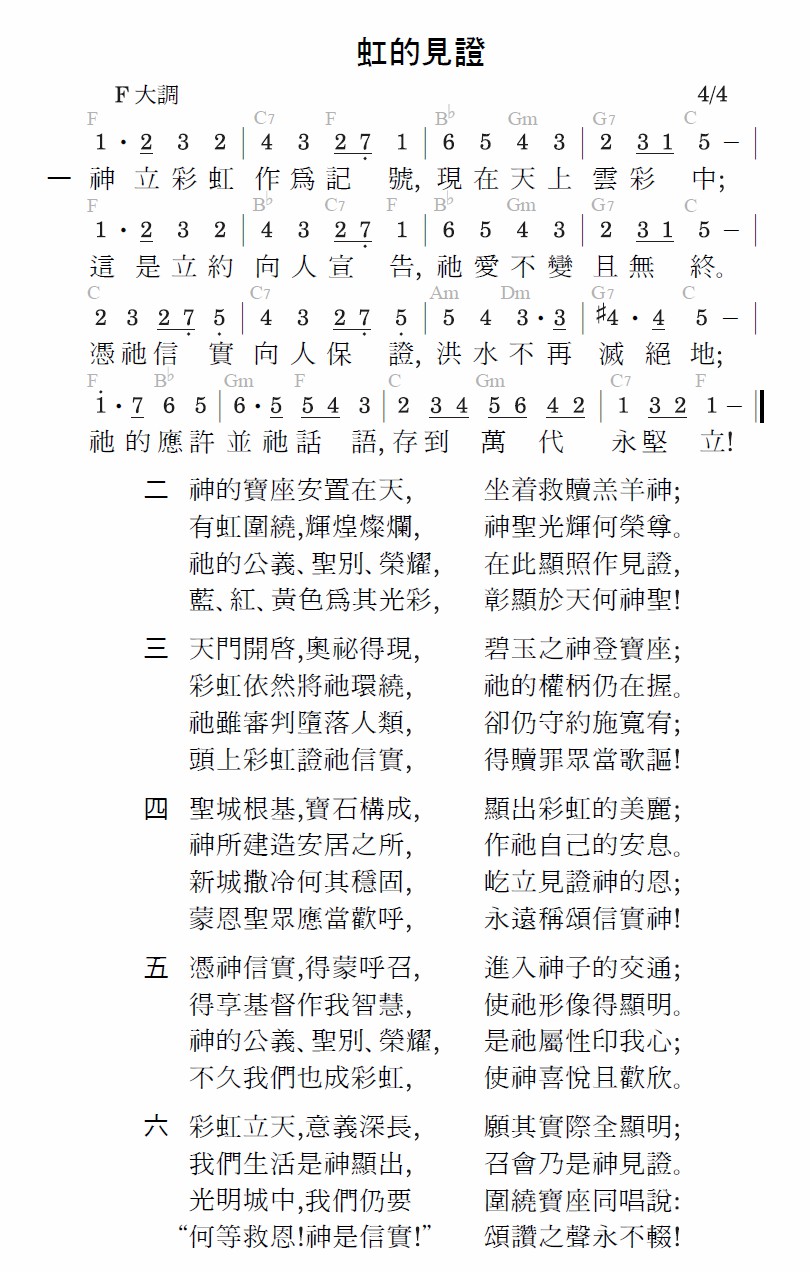 虹的見證
F 大調 4/4
F C7 F B♭ Gm G7 C
1 · 2 3 2 | 4 3 2 7 1 | 6 5 4 3 | 2 3 1 5 – |
一 神立彩虹作爲記 號, 現在天上雲彩 中;
F B♭ C7 F B♭ Gm G7 C
1 · 2 3 2 | 4 3 2 7 1 | 6 5 4 3 | 2 3 1 5 – |
這是立約向人宣 告, 祂愛不變且無 終。
C C7 Am Dm G7 C
2 3 2 7 5 | 4 3 2 7 5 | 5 4 3 · 3 | ♯4 · 4 5 – |
憑祂信 實向人保 證, 洪水不再 滅絕地;
F B♭ Gm F C Gm C7 F
1 · 7 6 5 | 6 · 5 5 4 3 | 2 3 4 5 6 4 2 | 1 3 2 1 – ‖
祂的應許並祂話 語, 存到 萬 代 永堅 立!
二 神的寶座安置在天, 坐着救贖羔羊神;
有虹圍繞,輝煌燦爛, 神聖光輝何榮尊。
祂的公義、聖別、榮耀, 在此顯照作見證,
藍、紅、黃色爲其光彩, 彰顯於天何神聖!
三 天門開啓,奧祕得現, 碧玉之神登寶座;
彩虹依然將祂環繞, 祂的權柄仍在握。
祂雖審判墮落人類, 卻仍守約施寬宥;
頭上彩虹證祂信實, 得贖罪眾當歌謳!
四 聖城根基,寶石構成, 顯出彩虹的美麗;
神所建造安居之所, 作祂自己的安息。
新城撒冷何其穩固, 屹立見證神的恩;
蒙恩聖眾應當歡呼, 永遠稱頌信實神!
五 憑神信實,得蒙呼召, 進入神子的交通;
得享基督作我智慧, 使祂形像得顯明。
神的公義、聖別、榮耀, 是祂屬性印我心;
不久我們也成彩虹, 使神喜悅且歡欣。
六 彩虹立天,意義深長, 願其實際全顯明;
我們生活是神顯出, 召會乃是神見證。
光明城中,我們仍要 圍繞寶座同唱說:
“何等救恩!神是信實!” 頌讚之聲永不輟!